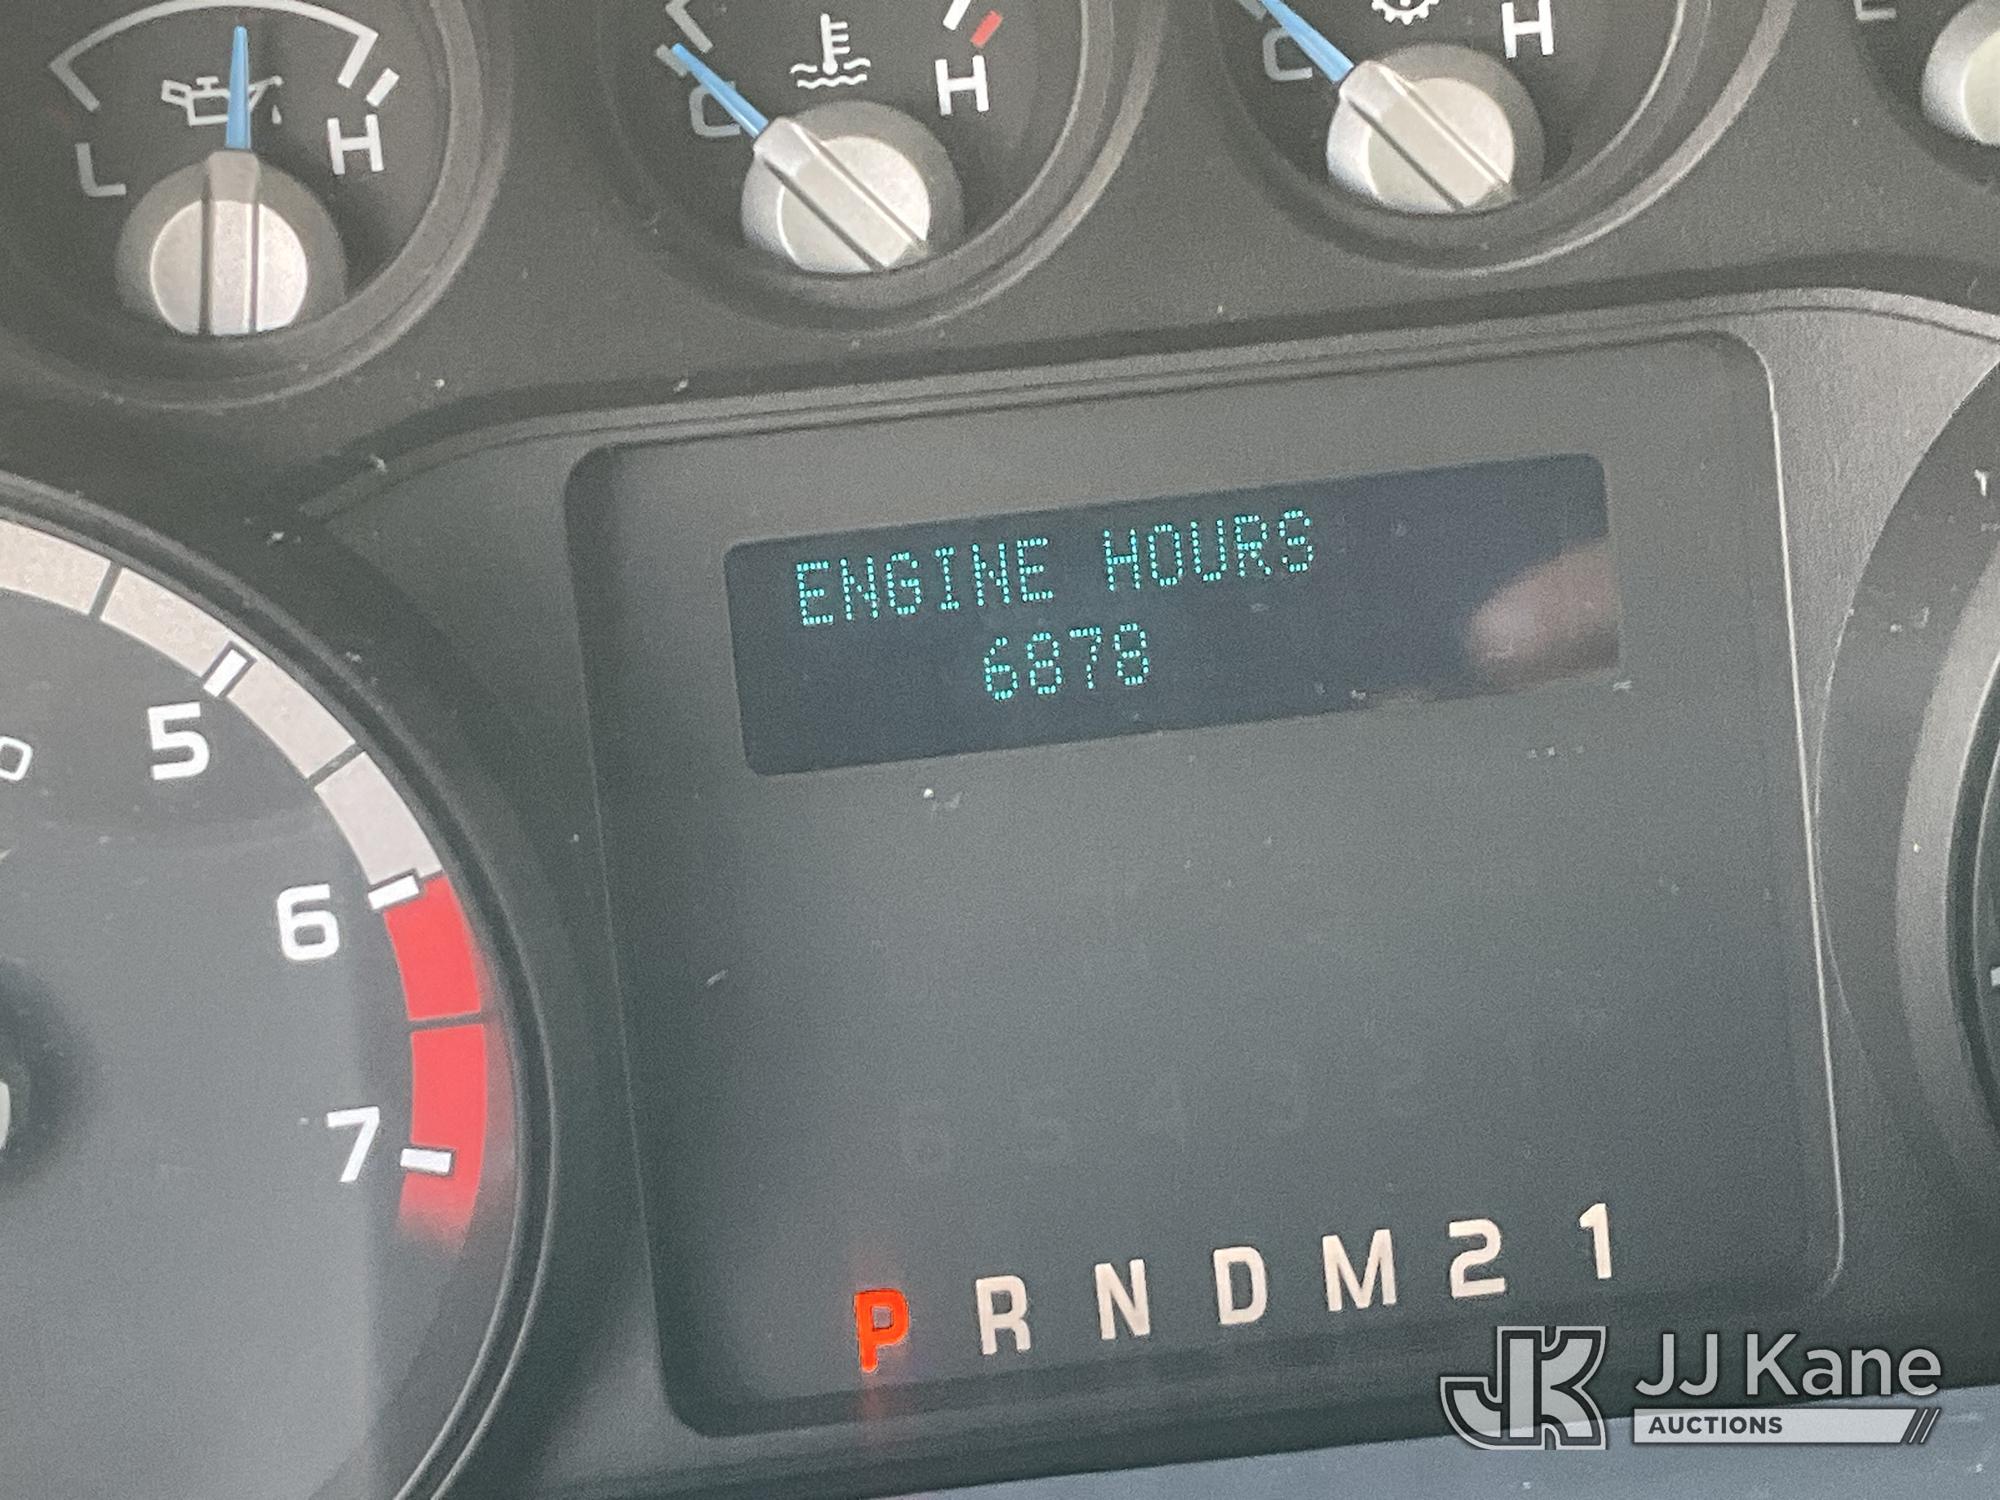 L H
C H
C H
ENGINE HOURS
6878
5
6
7
P R N D M 2 1
JJ Kane
AUCTIONS